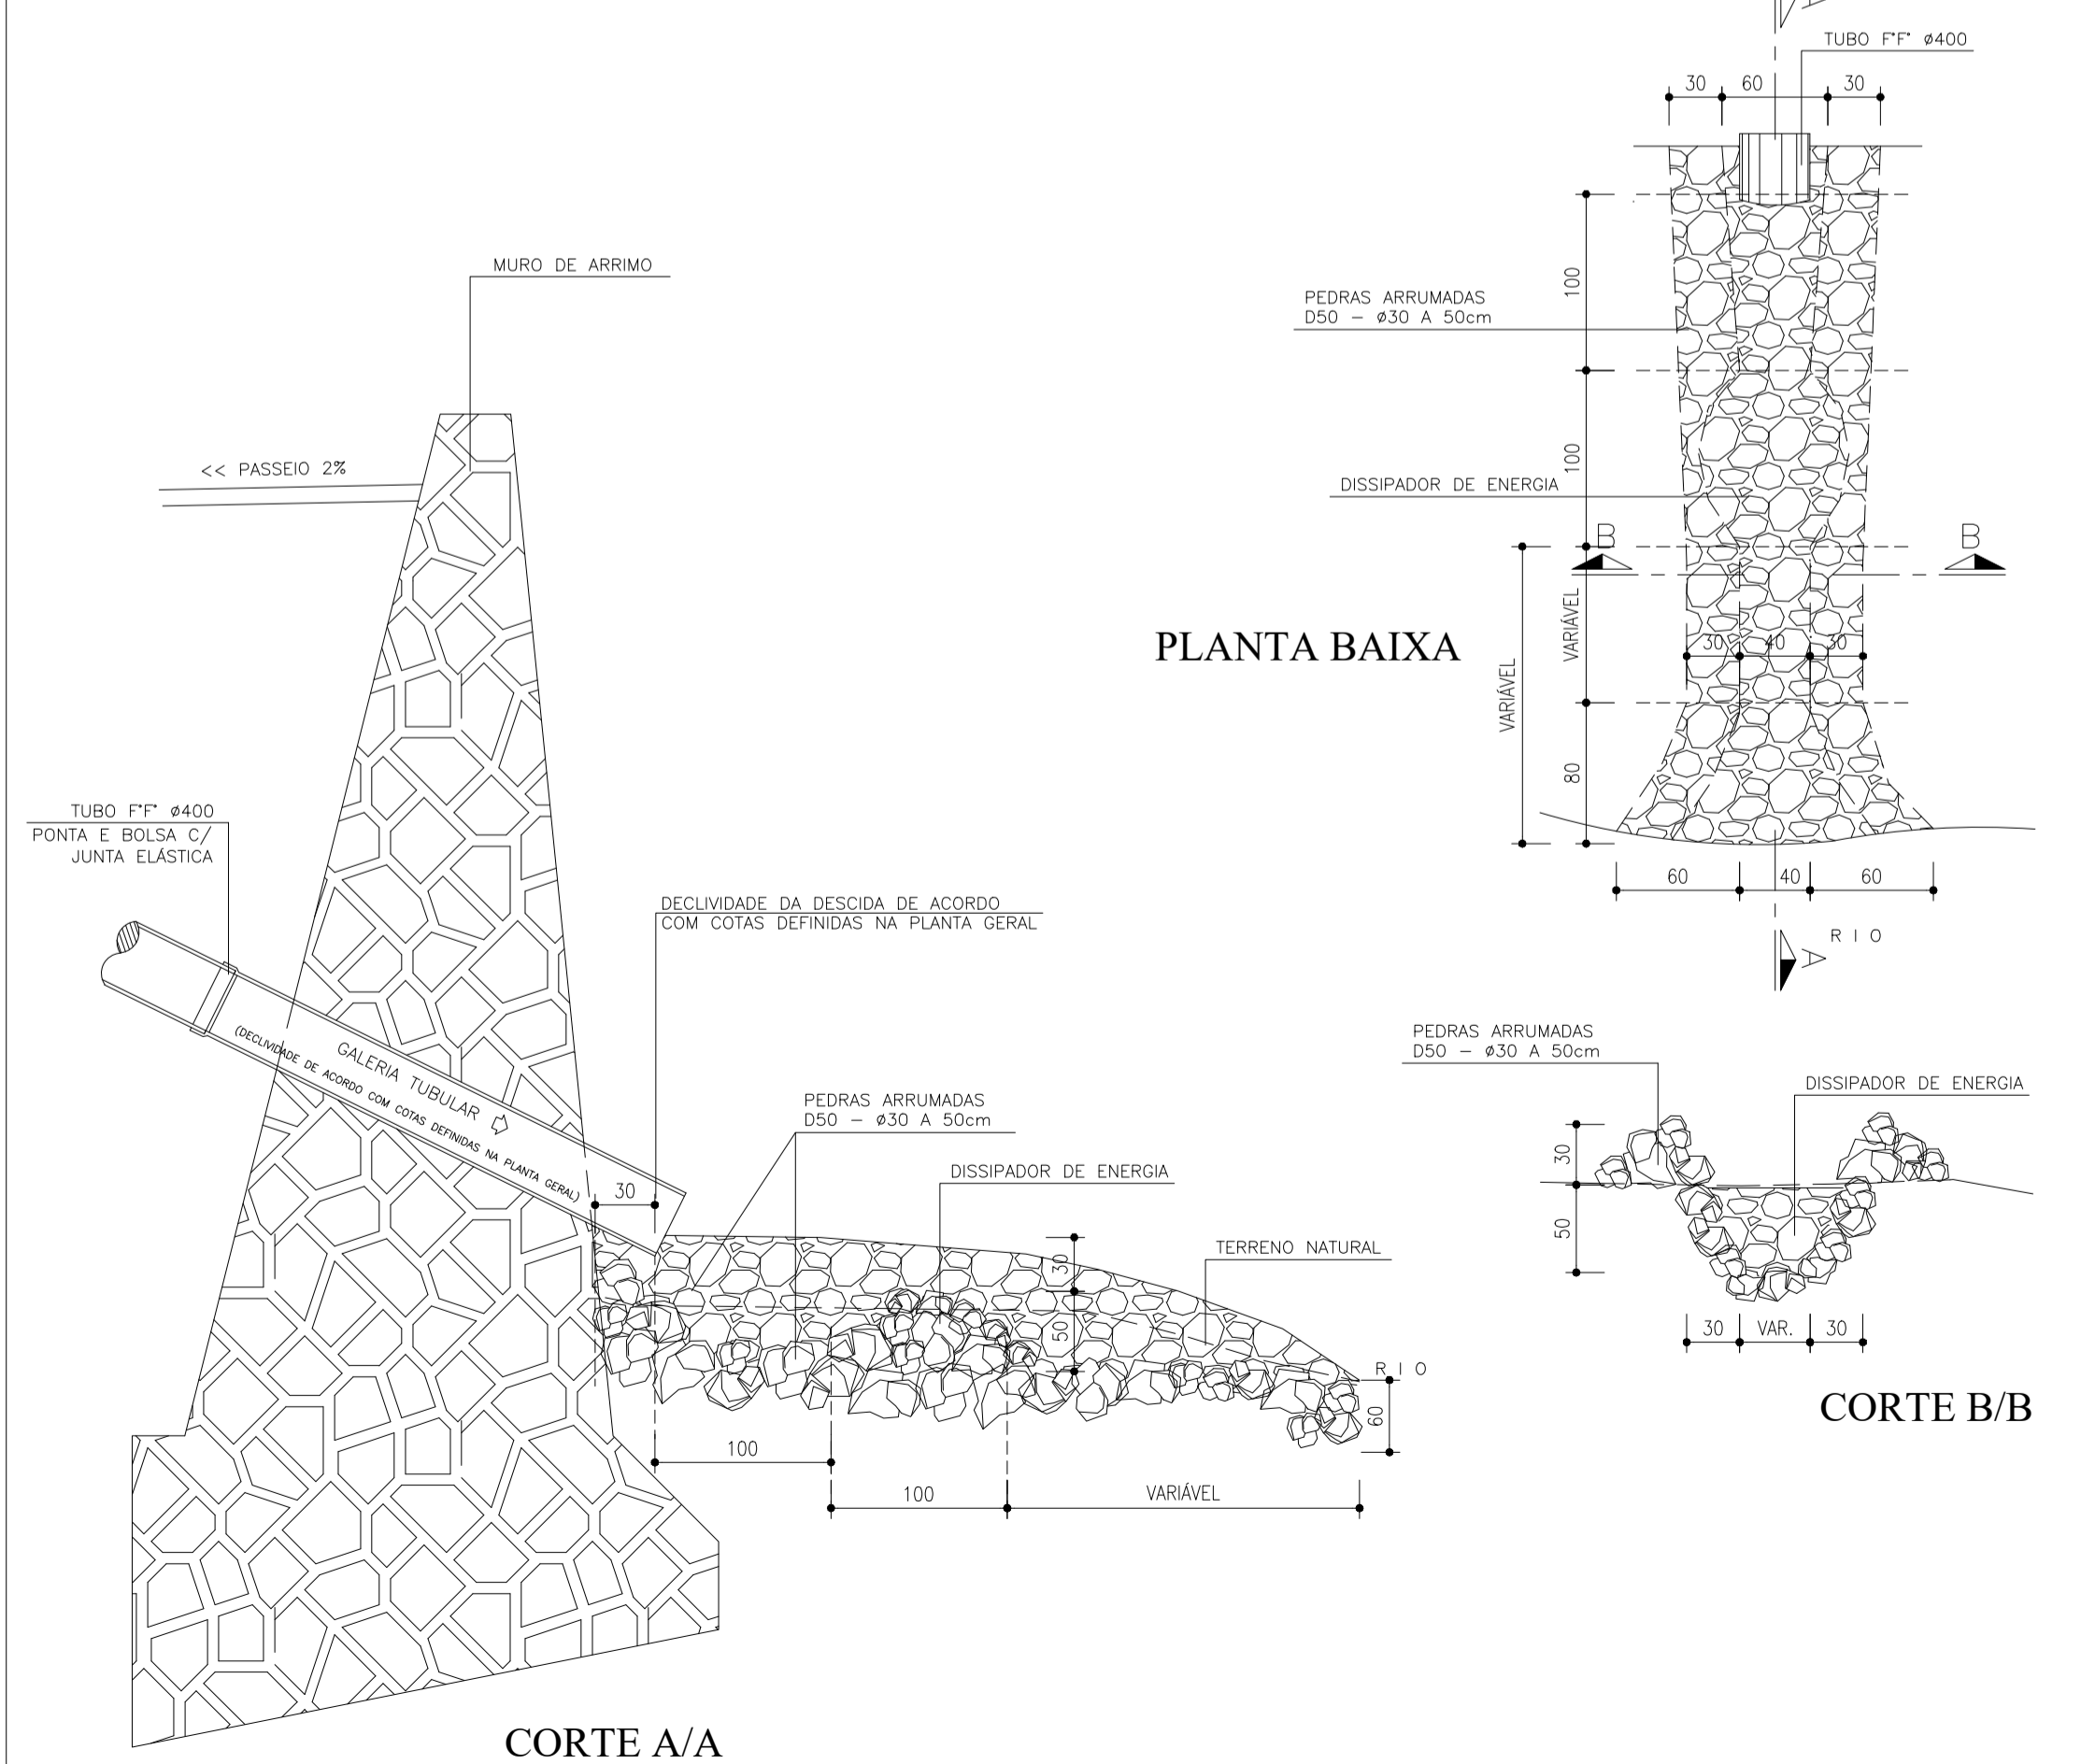 MURO DE ARRIMO
<< PASSEIO 2%
TUBO F°F° ø400
PONTA E BOLSA C/
JUNTA ELÁSTICA
GALERIA TUBULAR
(DECLIVIDADE DE ACORDO COM COTAS DEFINIDAS NA PLANTA GERAL)
DECLIVIDADE DA DESCIDA DE ACORDO
COM COTAS DEFINIDAS NA PLANTA GERAL
PEDRAS ARRUMADAS
D50 – ø30 A 50cm
DISSIPADOR DE ENERGIA
30
TERRENO NATURAL
30
50
R I O
60
100
100
VARIÁVEL
CORTE A/A
TUBO F°F° ø400
30
60
30
PEDRAS ARRUMADAS
D50 – ø30 A 50cm
100
DISSIPADOR DE ENERGIA
100
B
B
PLANTA BAIXA
VARIÁVEL
VARIÁVEL
30
40
30
80
60
40
60
R I O
A
PEDRAS ARRUMADAS
D50 – ø30 A 50cm
DISSIPADOR DE ENERGIA
30
50
30
VAR.
30
CORTE B/B